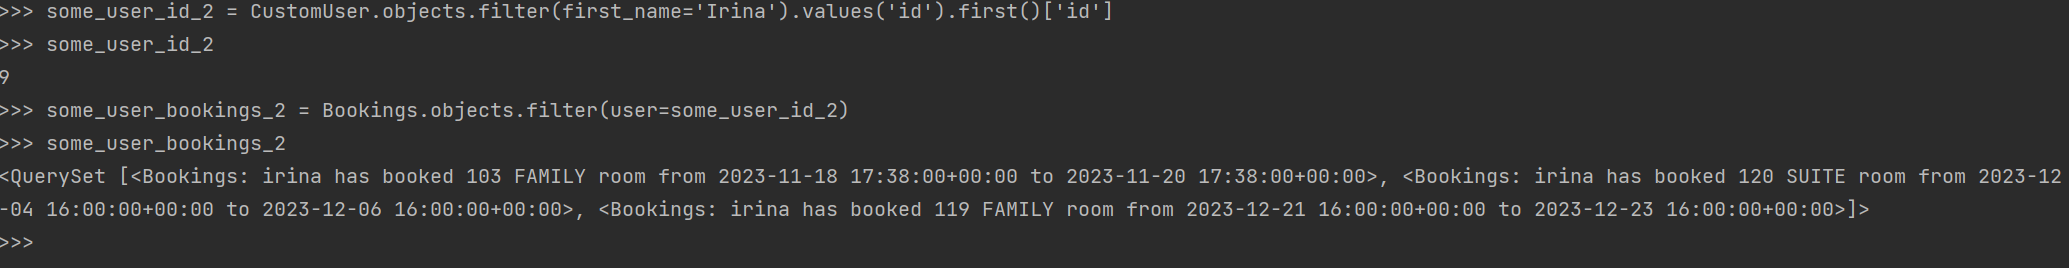 >>> some_user_id_2 = CustomUser.objects.filter(first_name='Irina').values('id').first()['id']
>>> some_user_id_2
9
>>> some_user_bookings_2 = Bookings.objects.filter(user=some_user_id_2)
>>> some_user_bookings_2
<QuerySet [<Bookings: irina has booked 103 FAMILY room from 2023-11-18 17:38:00+00:00 to 2023-11-20 17:38:00+00:00>, <Bookings: irina has booked 120 SUITE room from 2023-12
-04 16:00:00+00:00 to 2023-12-06 16:00:00+00:00>, <Bookings: irina has booked 119 FAMILY room from 2023-12-21 16:00:00+00:00 to 2023-12-23 16:00:00+00:00>]>
>>>